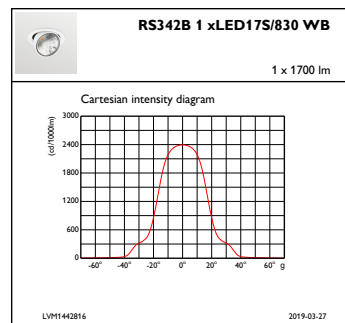 RS342B 1 xLED17S/830 WB
1 x 1700 lm
Cartesian intensity diagram
(cd/1000lm)
3000
2400
1800
1200
600
0
-60° -40° -20° 0° 20° 40° 60° g
LVM1442816 2019-03-27